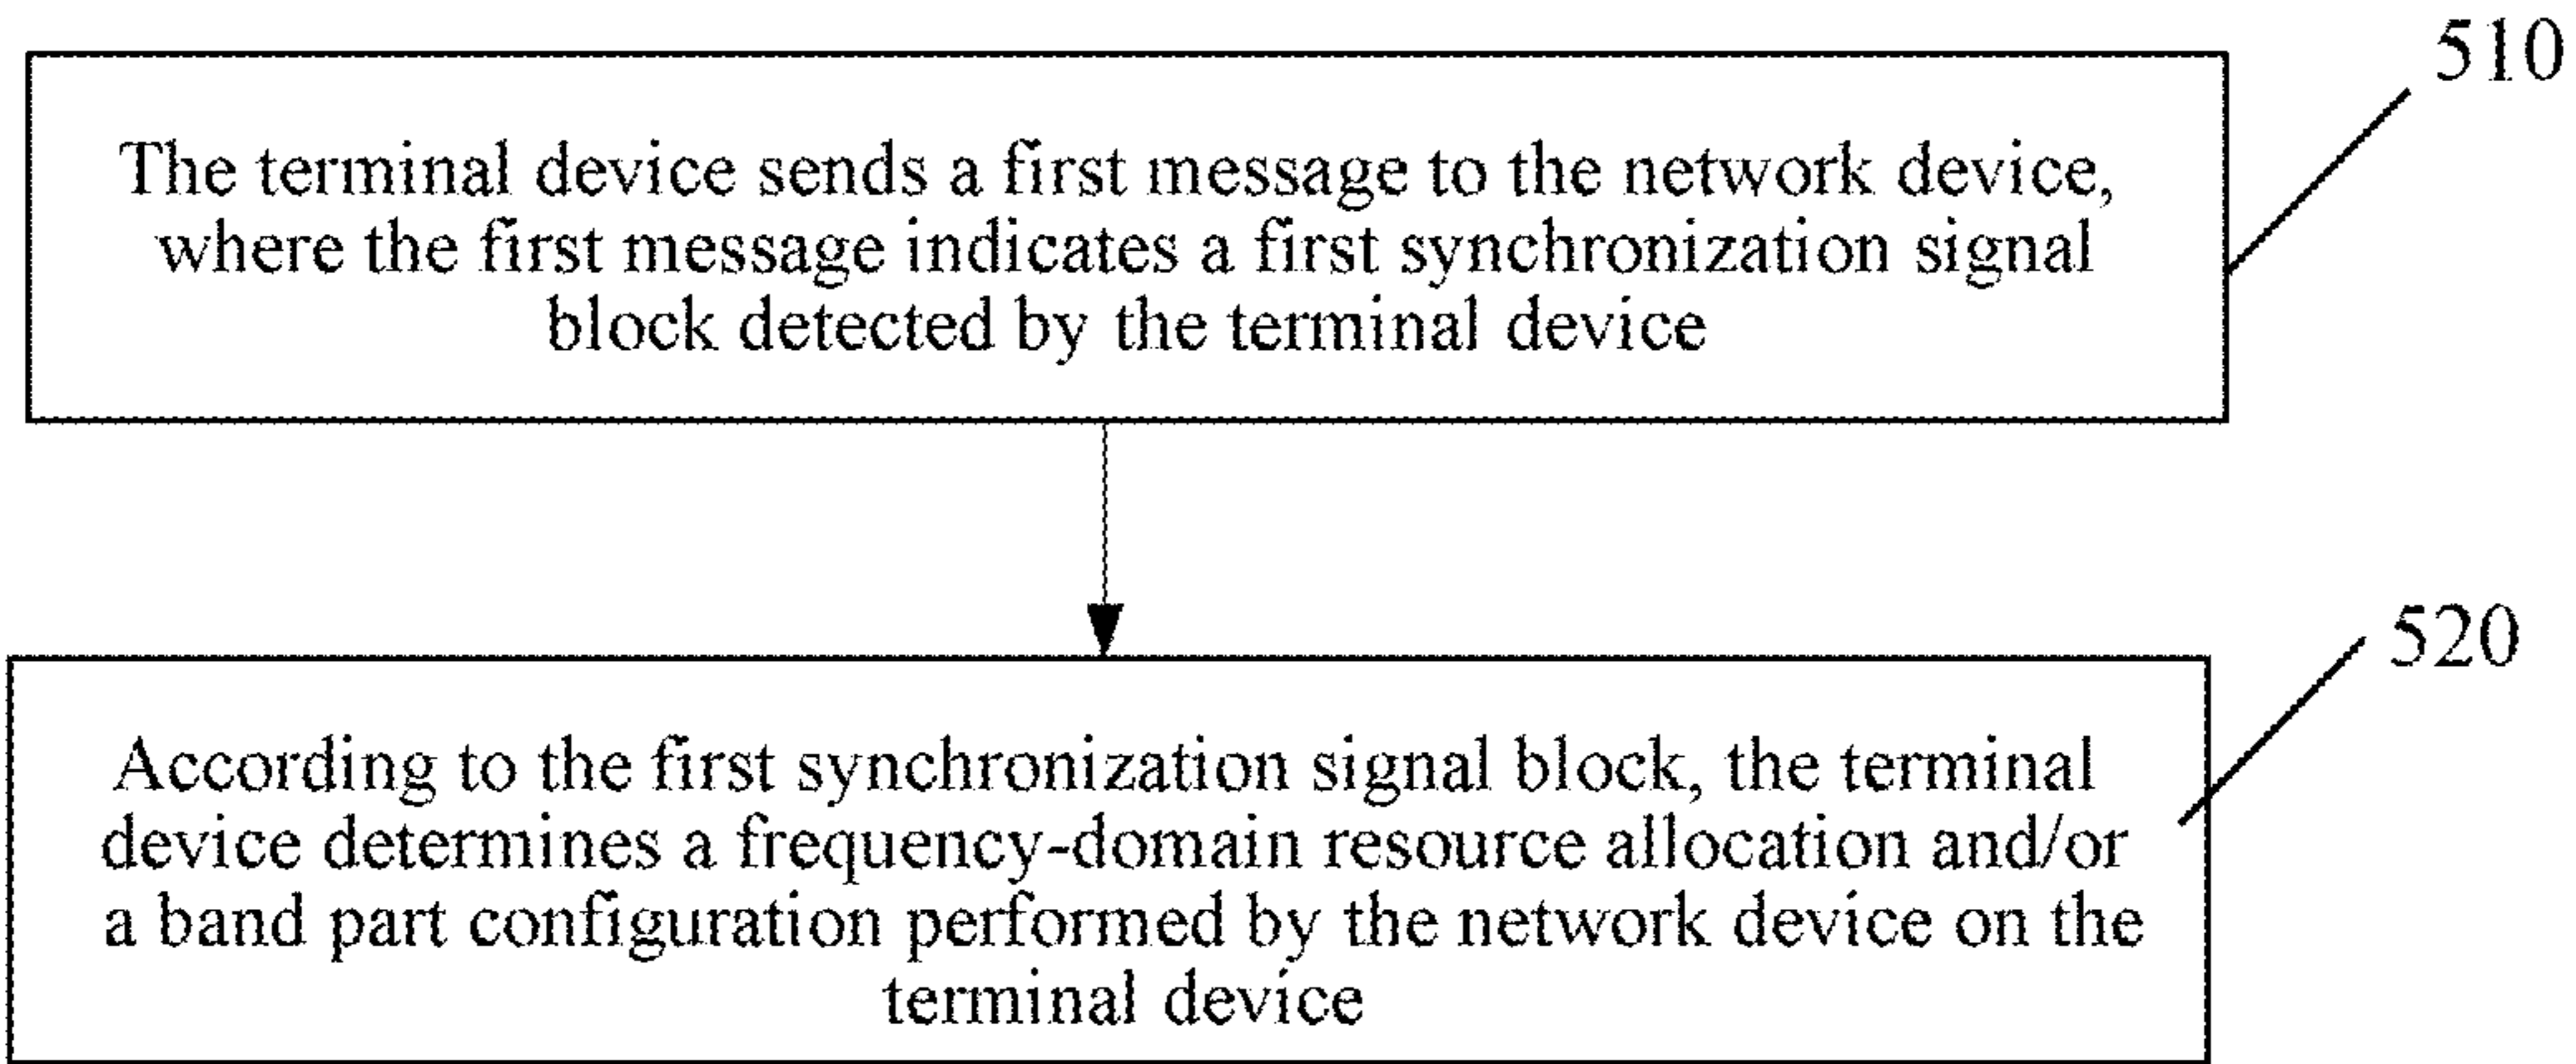 510
The terminal device sends a first message to the network device,
where the first message indicates a first synchronization signal
block detected by the terminal device
520
According to the first synchronization signal block, the terminal
device determines a frequency-domain resource allocation and/or
a band part configuration performed by the network device on the
terminal device